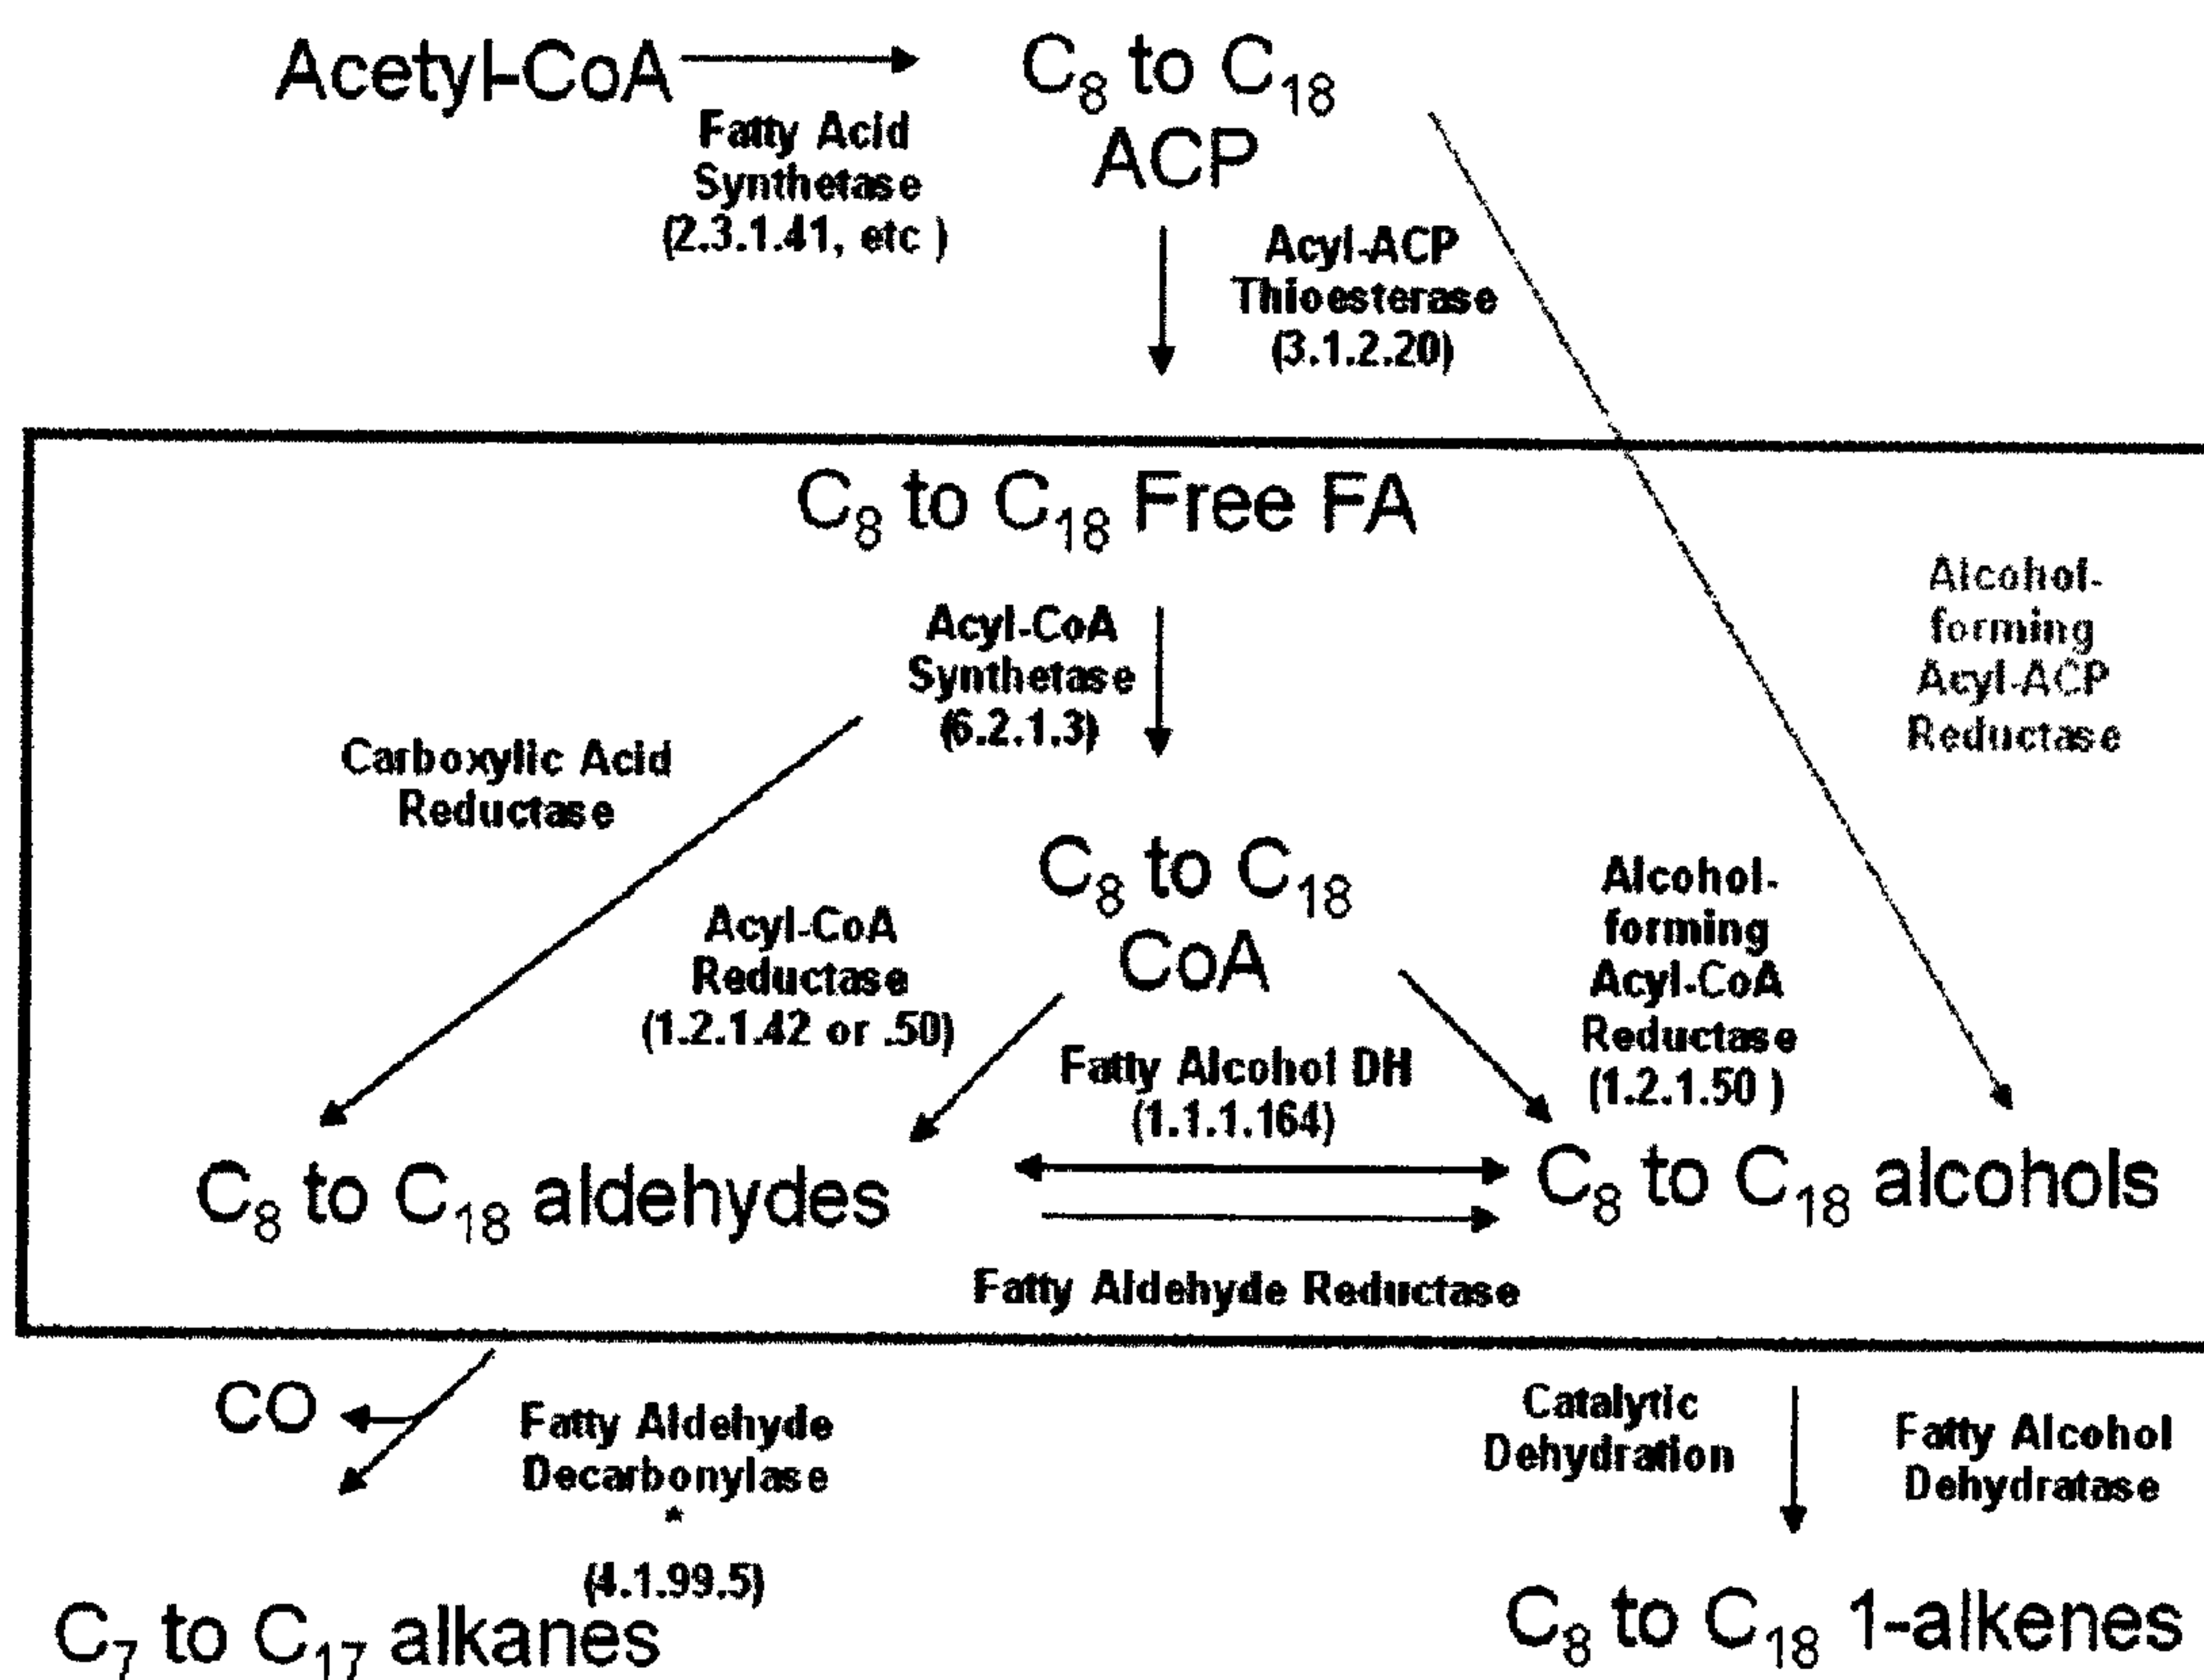 Acetyl-CoA
C₈ to C₁₈
ACP
Fatty Acid
Synthetase
(2.3.1.41, etc )
Acyl-ACP
Thioesterase
(3.1.2.20)
C₈ to C₁₈ Free FA
Acyl-CoA
Synthetase
(6.2.1.3)
Alcohol-
forming
Acyl-ACP
Reductase
Carboxylic Acid
Reductase
C₈ to C₁₈
CoA
Acyl-CoA
Reductase
(1.2.1.42 or .50)
Alcohol-
forming
Acyl-CoA
Reductase
(1.2.1.50 )
Fatty Alcohol DH
(1.1.1.164)
C₈ to C₁₈ aldehydes
C₈ to C₁₈ alcohols
Fatty Aldehyde Reductase
CO
Fatty Aldehyde
Decarbonylase
*
(4.1.99.5)
Catalytic
Dehydration
Fatty Alcohol
Dehydratase
C₇ to C₁₇ alkanes
C₈ to C₁₈ 1-alkenes